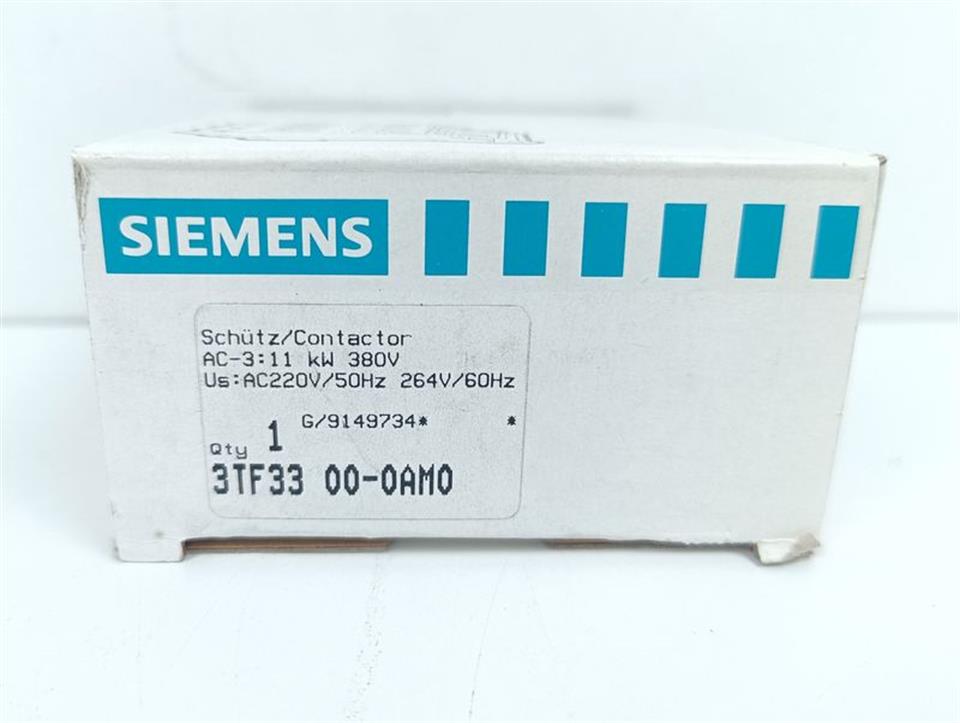 SIEMENS
Schütz/Contactor
AC-3:11 kW 380V
Us:AC220V/50Hz 264V/60Hz
G/9149734* *
Qty 1
3TF33 00-0AM0